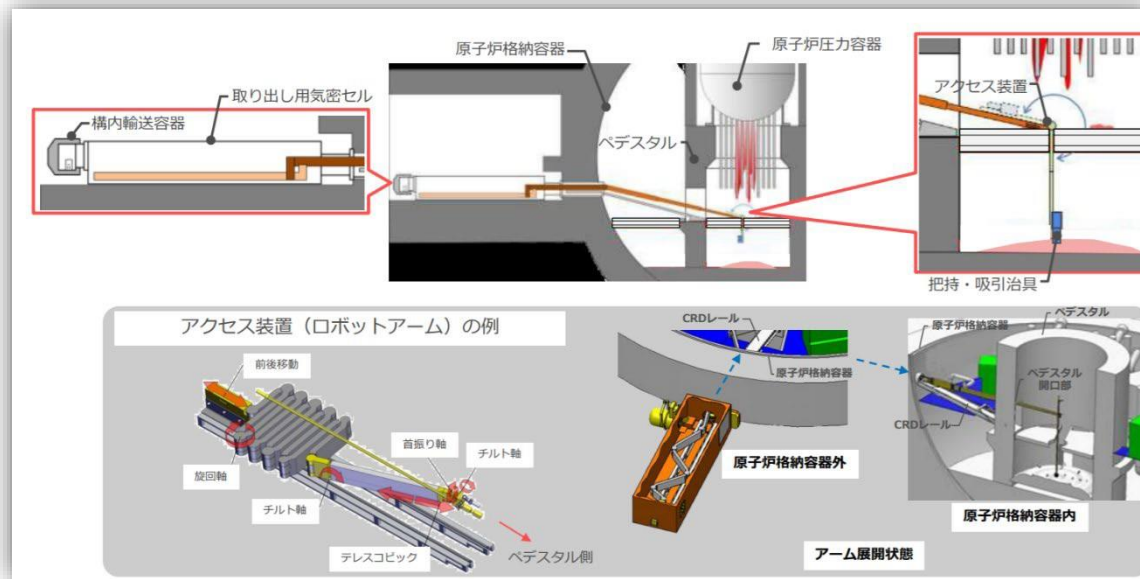 取り出し用気密セル
構内輸送容器
原子炉格納容器
原子炉圧力容器
ペデスタル
アクセス装置
把持・吸引治具
アクセス装置（ロボットアーム）の例
前後移動
旋回軸
チルト軸
テレスコピック
首振り軸
チルト軸
ペデスタル側
CRDレール
原子炉格納容器
原子炉格納容器外
アーム展開状態
原子炉格納容器
ペデスタル
ペデスタル
開口部
CRDレール
原子炉格納容器内